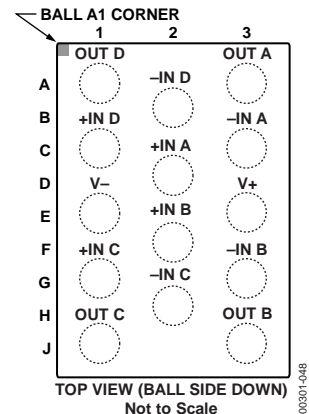 BALL A1 CORNER
1 2 3
OUT D OUT A
A –IN D
B +IN D –IN A
C +IN A
D V– V+
E +IN B
F +IN C –IN B
G –IN C
H OUT C OUT B
J
TOP VIEW (BALL SIDE DOWN)
Not to Scale
00301-048